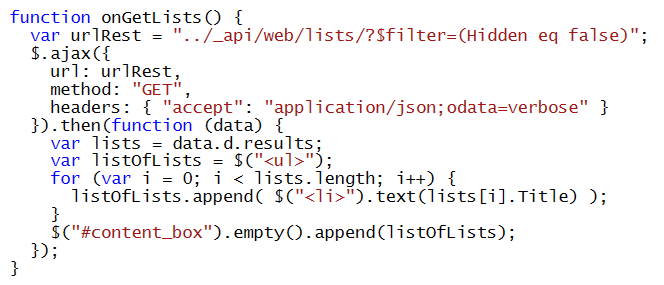 function onGetLists() {
  var urlRest = "../_api/web/lists/?$filter=(Hidden eq false)";
  $.ajax({
    url: urlRest,
    method: "GET",
    headers: { "accept": "application/json;odata=verbose" }
  }).then(function (data) {
    var lists = data.d.results;
    var listOfLists = $("<ul>");
    for (var i = 0; i < lists.length; i++) {
      listOfLists.append( $("<li>").text(lists[i].Title) );
    }
    $("#content_box").empty().append(listOfLists);
  });
}